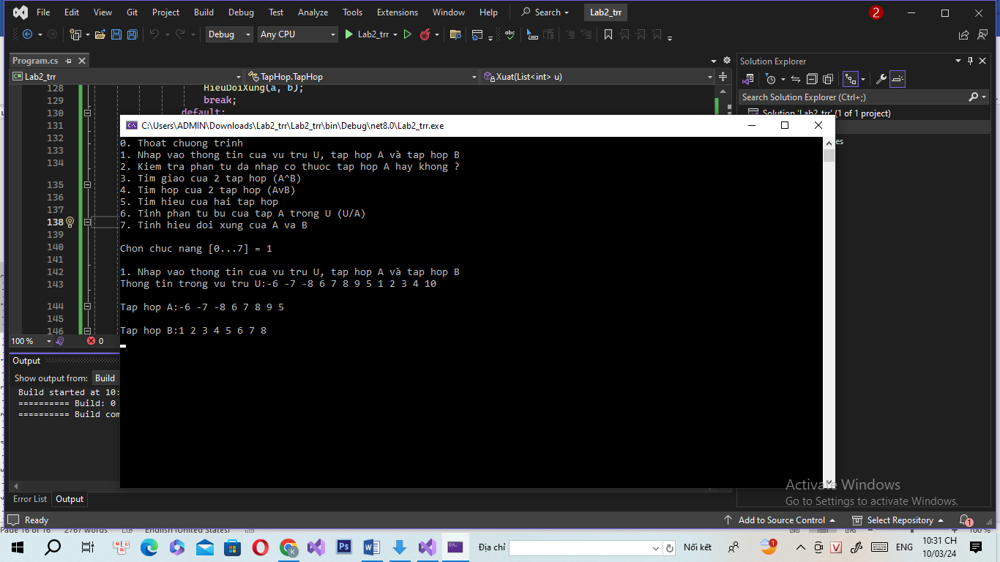 File Edit View Git Project Build Debug Test Analyze Tools Extensions Window Help Search Lab2_trr 2
Debug Any CPU Lab2_trr
Program.cs
Lab2_trr TapHop.TapHop Xuat(List<int> u)
128 HieuDoiXung(a, b);
129 break;
130 default:
131
132
133
134
135
136
137
138
139
140
141
142
143
144
145
146
100 % 0
Solution Explorer
Search Solution Explorer (Ctrl+;)
Solution 'Lab2_trr' (1 of 1 project)
es
C:\Users\ADMIN\Downloads\Lab2_trr\Lab2_trr\bin\Debug\net8.0\Lab2_trr.exe
0. Thoat chuong trinh
1. Nhap vao thong tin cua vu tru U, tap hop A và tap hop B
2. Kiem tra phan tu da nhap co thuoc tap hop A hay khong ?
3. Tim giao cua 2 tap hop (A^B)
4. Tim hop cua 2 tap hop (AvB)
5. Tim hieu cua hai tap hop
6. Tinh phan tu bu cua tap A trong U (U/A)
7. Tinh hieu doi xung cua A va B
Chon chuc nang [0...7] = 1
1. Nhap vao thong tin cua vu tru U, tap hop A và tap hop B
Thong tin trong vu tru U:-6 -7 -8 6 7 8 9 5 1 2 3 4 10
Tap hop A:-6 -7 -8 6 7 8 9 5
Tap hop B:1 2 3 4 5 6 7 8
Output
Show output from: Build
Build started at 10:
========== Build: 0
========== Build com
Error List Output
Activate Windows
Go to Settings to activate Windows.
Ready Add to Source Control Select Repository 1
Page 16 of 16 2767 words English (United States) 100 %
Địa chỉ Nối kết 1 ENG 10:31 CH
10/03/24